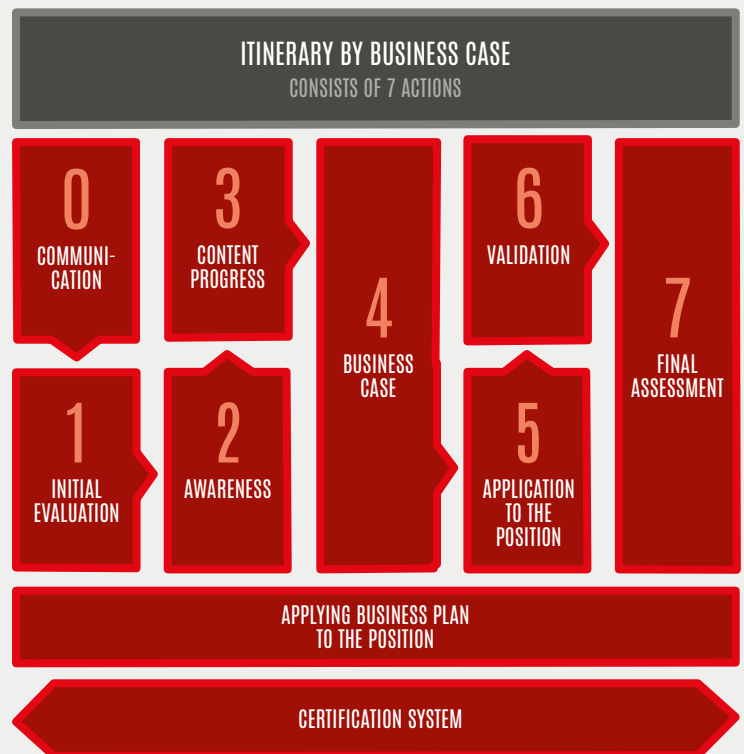 ITINERARY BY BUSINESS CASE
CONSISTS OF 7 ACTIONS
0
COMMUNI-
CATION
1
INITIAL
EVALUATION
2
AWARENESS
3
CONTENT
PROGRESS
4
BUSINESS
CASE
5
APPLICATION
TO THE
POSITION
6
VALIDATION
7
FINAL
ASSESSMENT
APPLYING BUSINESS PLAN
TO THE POSITION
CERTIFICATION SYSTEM